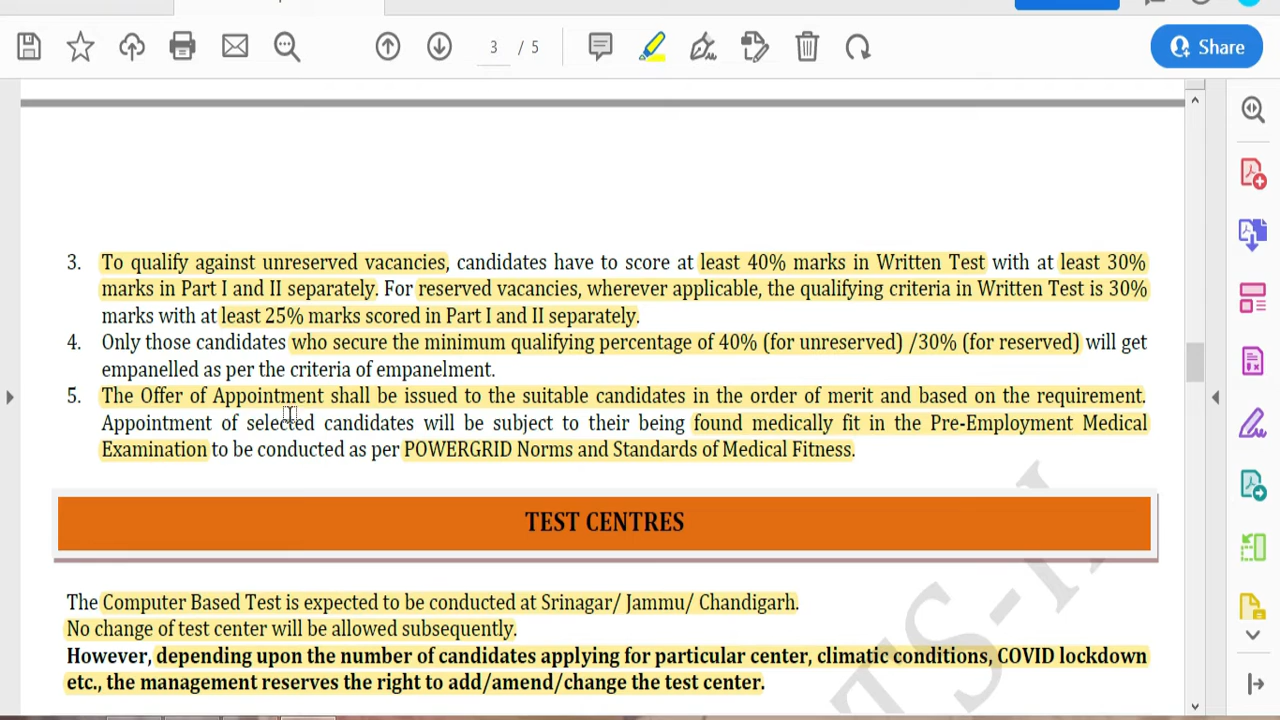 3 / 5
Share
3. To qualify against unreserved vacancies, candidates have to score at least 40% marks in Written Test with at least 30%
marks in Part I and II separately. For reserved vacancies, wherever applicable, the qualifying criteria in Written Test is 30%
marks with at least 25% marks scored in Part I and II separately.
4. Only those candidates who secure the minimum qualifying percentage of 40% (for unreserved) /30% (for reserved) will get
empanelled as per the criteria of empanelment.
5. The Offer of Appointment shall be issued to the suitable candidates in the order of merit and based on the requirement.
Appointment of selected candidates will be subject to their being found medically fit in the Pre-Employment Medical
Examination to be conducted as per POWERGRID Norms and Standards of Medical Fitness.
TEST CENTRES
The Computer Based Test is expected to be conducted at Srinagar/ Jammu/ Chandigarh.
No change of test center will be allowed subsequently.
However, depending upon the number of candidates applying for particular center, climatic conditions, COVID lockdown
etc., the management reserves the right to add/amend/change the test center.